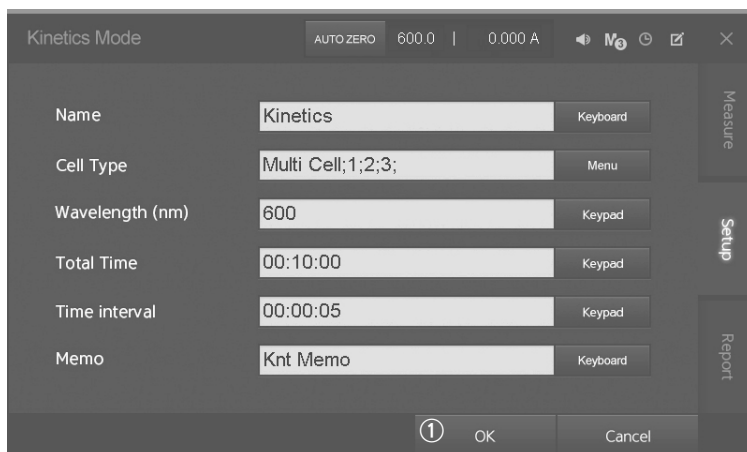 Kinetics Mode AUTO ZERO 600.0 | 0.000 A M3
Measure
Name Kinetics Keyboard
Cell Type Multi Cell;1;2;3; Menu
Wavelength (nm) 600 Keypad
Setup
Total Time 00:10:00 Keypad
Time interval 00:00:05 Keypad
Report
Memo Knt Memo Keyboard
① OK Cancel